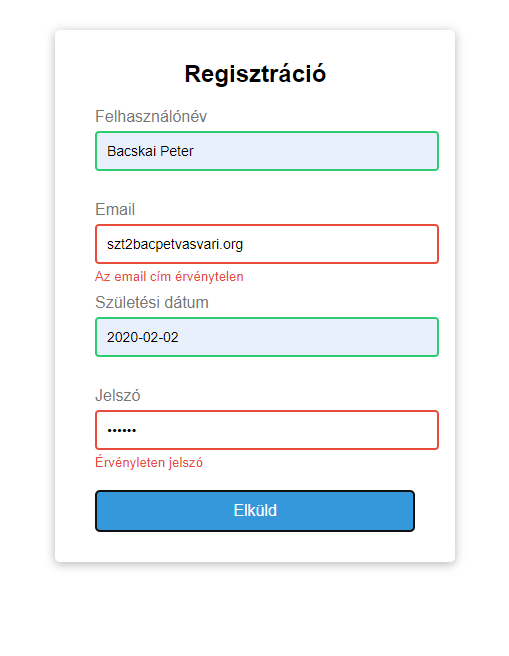 Regisztráció
Felhasználónév
Bacskai Peter
Email
szt2bacpetvasvari.org
Az email cím érvénytelen
Születési dátum
2020-02-02
Jelszó
••••••
Érvényleten jelszó
Elküld